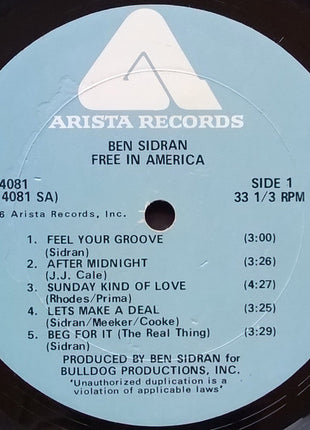 ARISTA RECORDS
BEN SIDRAN
FREE IN AMERICA
4081 SIDE 1
4081 SA) 33 1/3 RPM
6 Arista Records, Inc.
1. FEEL YOUR GROOVE (3:00)
(Sidran)
2. AFTER MIDNIGHT (3:26)
(J.J. Cale)
3. SUNDAY KIND OF LOVE (4:27)
(Rhodes/Prima)
4. LETS MAKE A DEAL (3:25)
(Sidran/Meeker/Cooke)
5. BEG FOR IT (The Real Thing) (3:29)
(Sidran)
PRODUCED BY BEN SIDRAN for
BULLDOG PRODUCTIONS, INC.
"Unauthorized duplication is a
violation of applicable laws"